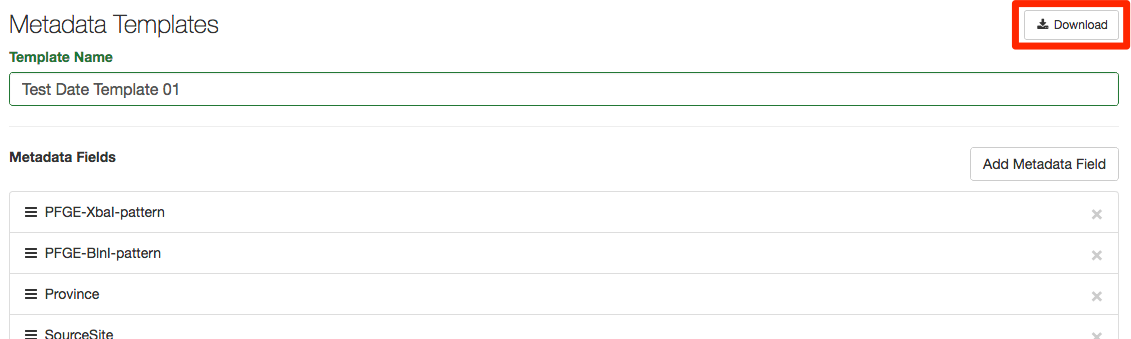 Metadata Templates
Download
Template Name
Test Date Template 01
Metadata Fields
Add Metadata Field
PFGE-XbaI-pattern
PFGE-BlnI-pattern
Province
SourceSite